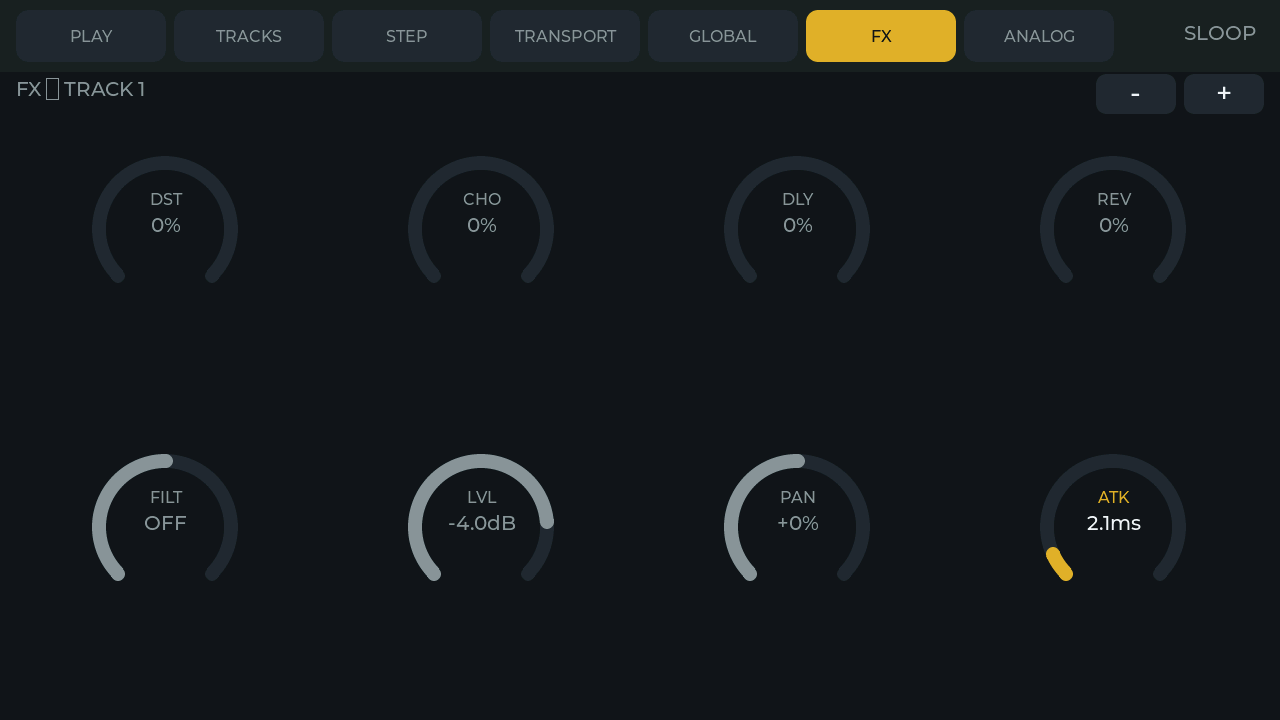 PLAY TRACKS STEP TRANSPORT GLOBAL FX ANALOG SLOOP
FX □ TRACK 1 - +
DST CHO DLY REV
0% 0% 0% 0%
FILT LVL PAN ATK
OFF -4.0dB +0% 2.1ms